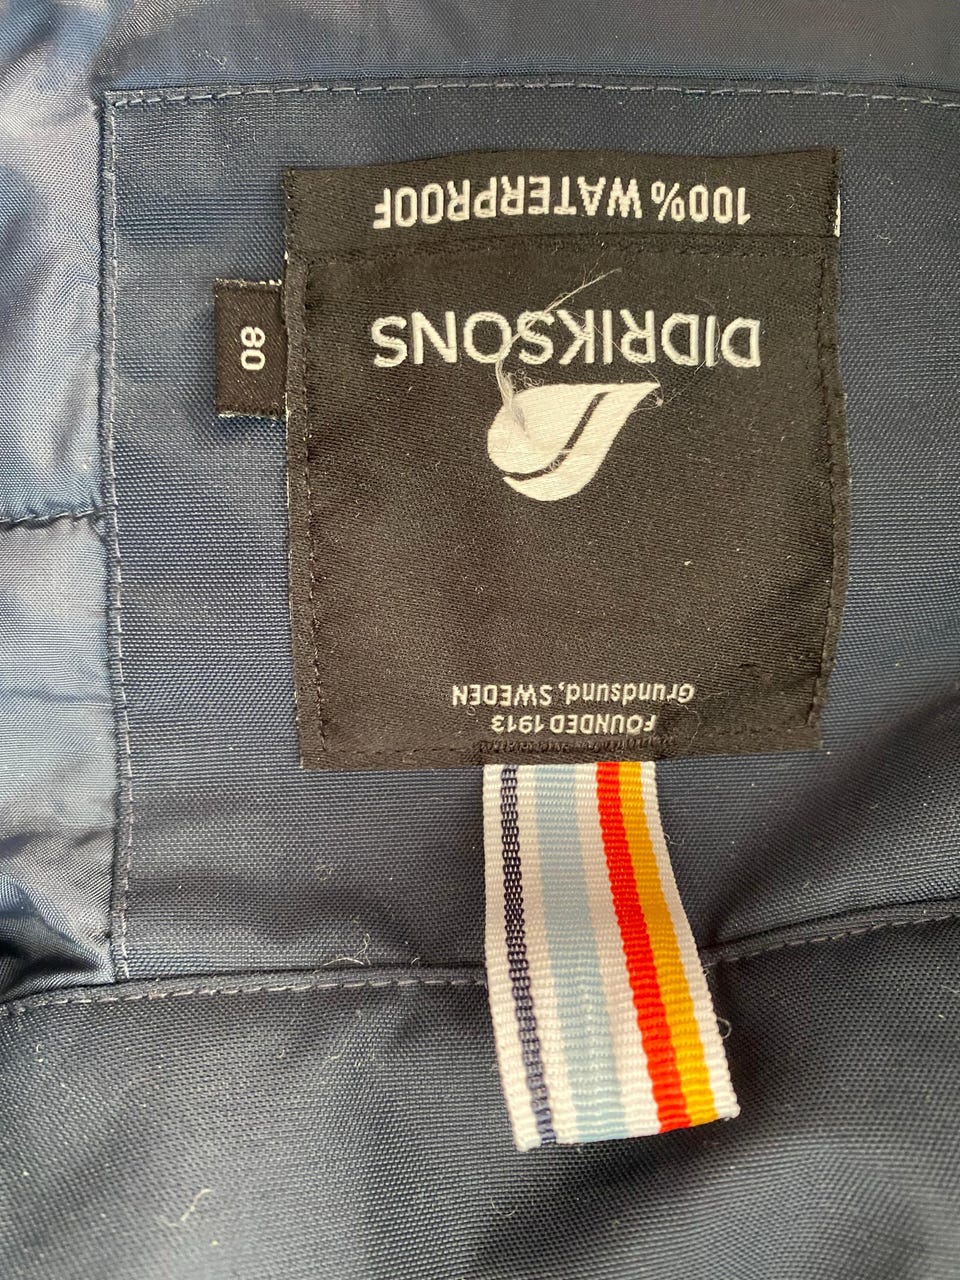 FOUNDED 1913
Grundsund, SWEDEN
DIDRIKSONS
100% WATERPROOF
80